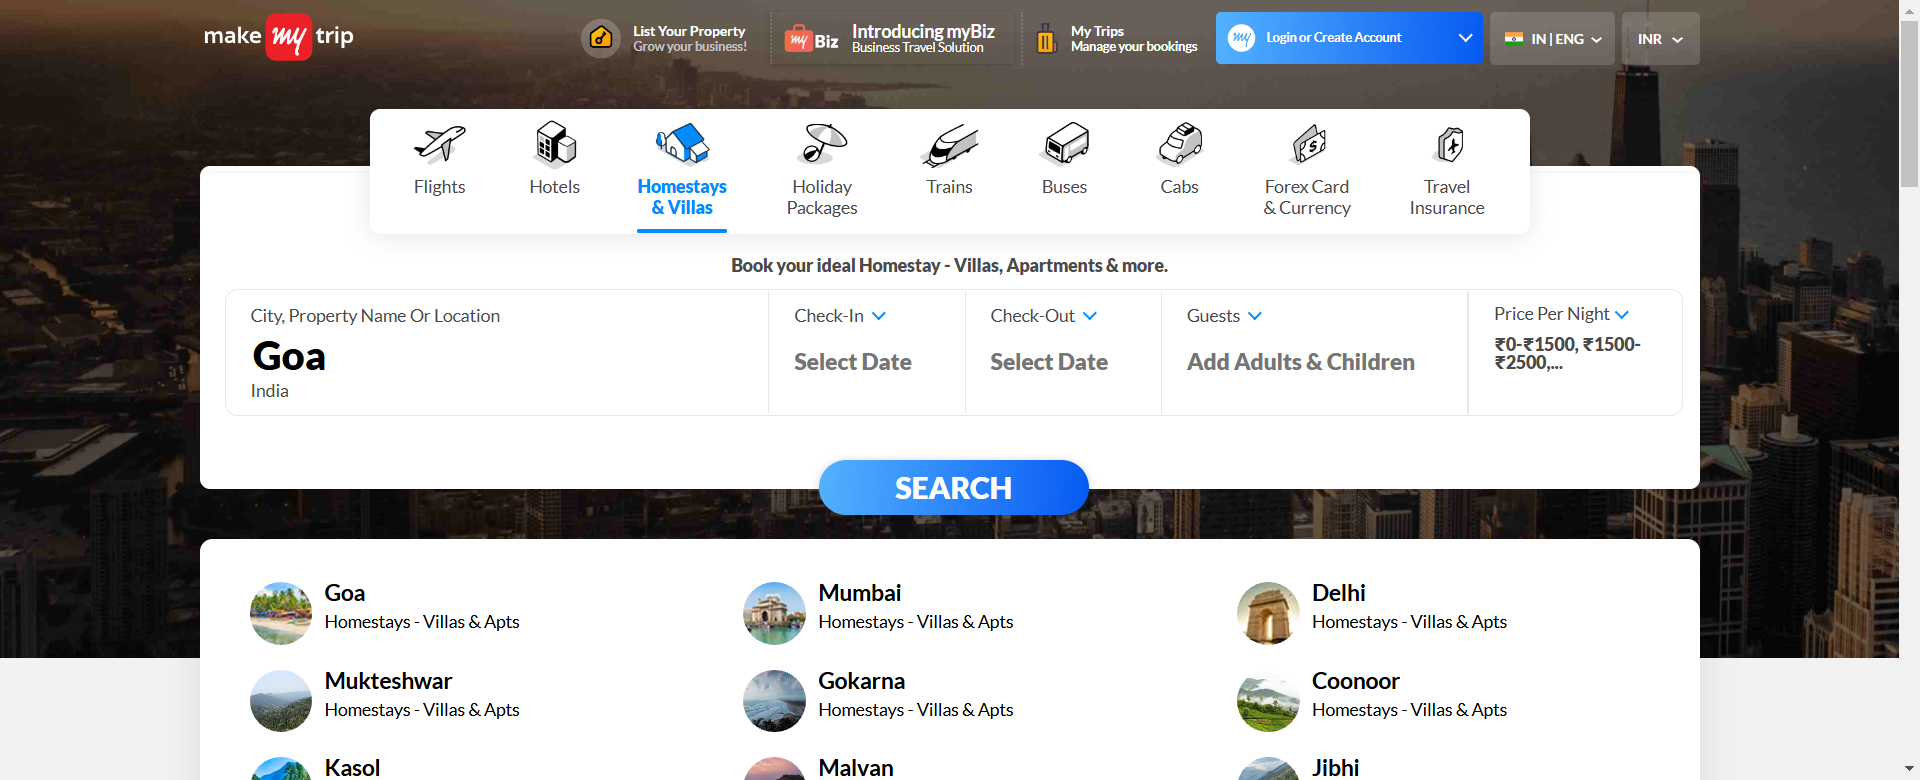 make my trip
List Your Property
Grow your business!
my Biz
Introducing myBiz
Business Travel Solution
My Trips
Manage your bookings
my
Login or Create Account
IN | ENG
INR
Flights
Hotels
Homestays
& Villas
Holiday
Packages
Trains
Buses
Cabs
Forex Card
& Currency
Travel
Insurance
Book your ideal Homestay - Villas, Apartments & more.
City, Property Name Or Location
Goa
India
Check-In
Select Date
Check-Out
Select Date
Guests
Add Adults & Children
Price Per Night
₹0-₹1500, ₹1500-
₹2500,...
SEARCH
Goa
Homestays - Villas & Apts
Mumbai
Homestays - Villas & Apts
Delhi
Homestays - Villas & Apts
Mukteshwar
Homestays - Villas & Apts
Gokarna
Homestays - Villas & Apts
Coonoor
Homestays - Villas & Apts
Kasol
Malvan
Jibhi